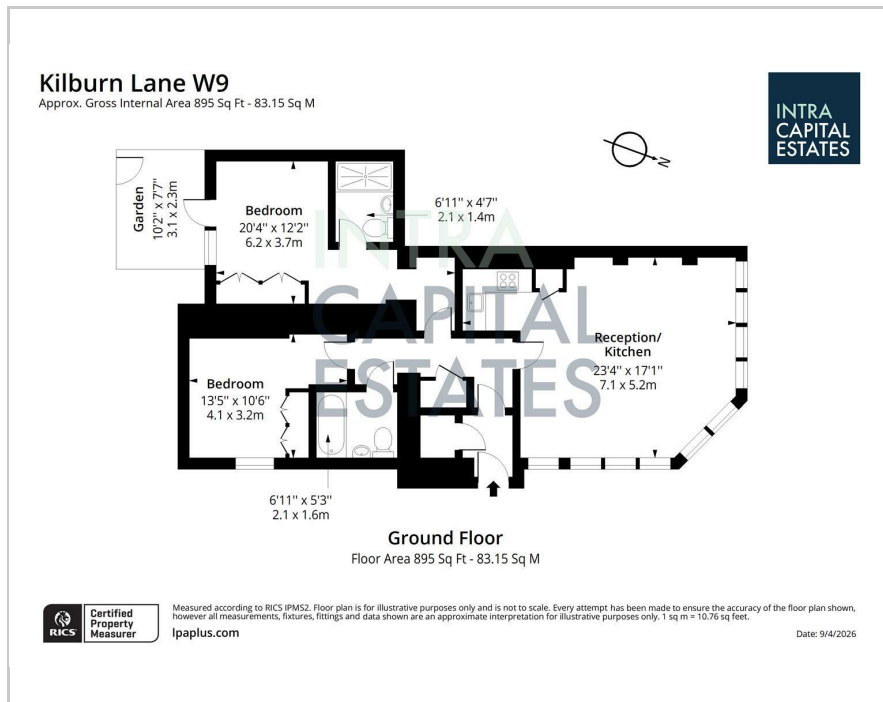 Kilburn Lane W9
Approx. Gross Internal Area 895 Sq Ft - 83.15 Sq M
INTRA
CAPITAL
ESTATES
N
Garden
10'2" x 7'7"
3.1 x 2.3m
Bedroom
20'4" x 12'2"
6.2 x 3.7m
6'11" x 4'7"
2.1 x 1.4m
INTRA
CAPITAL
ESTATES
Reception/
Kitchen
23'4" x 17'1"
7.1 x 5.2m
Bedroom
13'5" x 10'6"
4.1 x 3.2m
6'11" x 5'3"
2.1 x 1.6m
Ground Floor
Floor Area 895 Sq Ft - 83.15 Sq M
RICS
Certified
Property
Measurer
Measured according to RICS IPMS2. Floor plan is for illustrative purposes only and is not to scale. Every attempt has been made to ensure the accuracy of the floor plan shown,
however all measurements, fixtures, fittings and data shown are an approximate interpretation for illustrative purposes only. 1 sq m = 10.76 sq feet.
lpaplus.com
Date: 9/4/2026